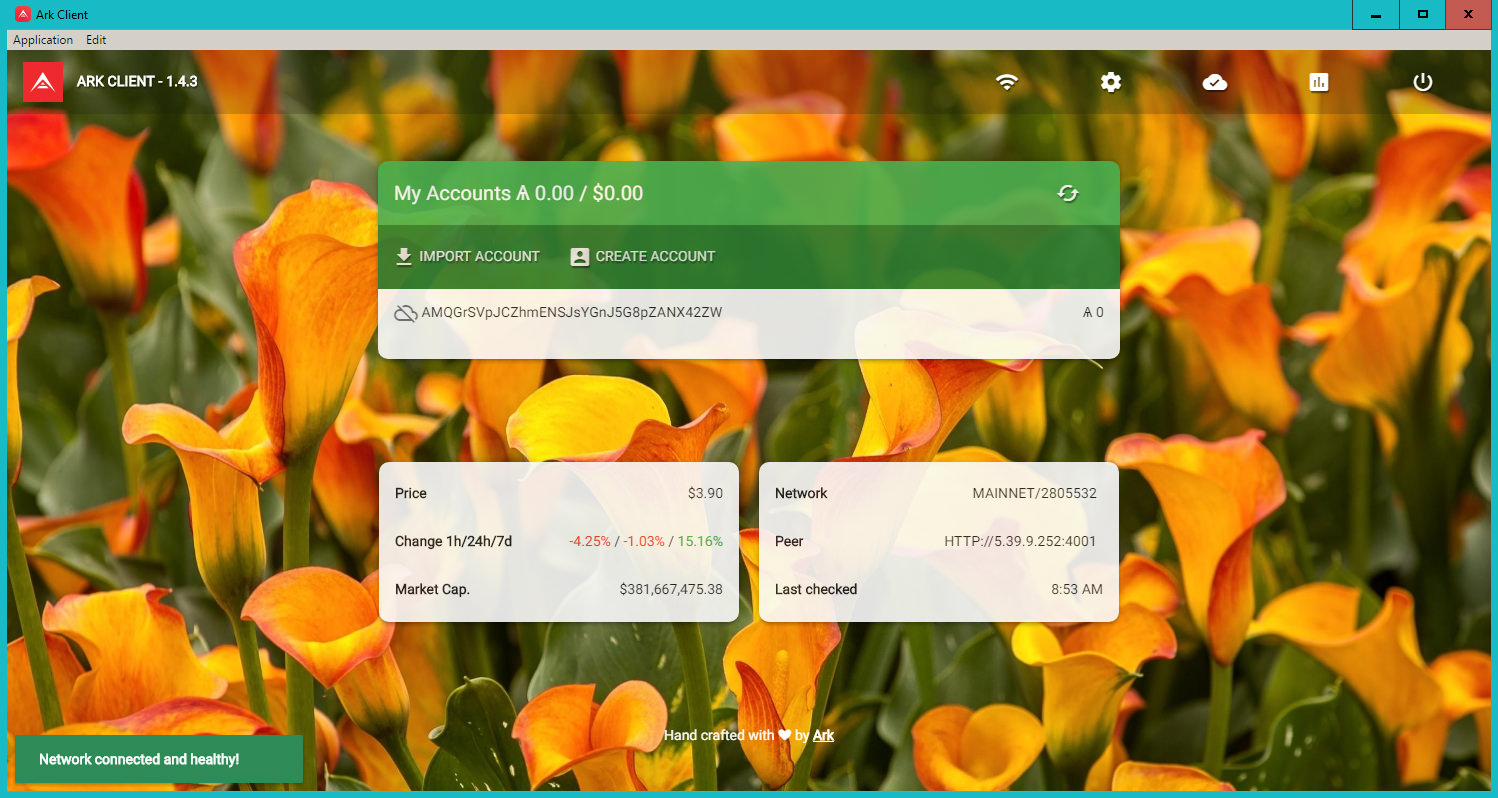 Ark Client
Application Edit
ARK CLIENT - 1.4.3
My Accounts Ѧ 0.00 / $0.00
IMPORT ACCOUNT CREATE ACCOUNT
AMQGrSVpJCZhmENSJsYGnJ5G8pZANX42ZW Ѧ 0
Price $3.90
Change 1h/24h/7d -4.25% / -1.03% / 15.16%
Market Cap. $381,667,475.38
Network MAINNET/2805532
Peer HTTP://5.39.9.252:4001
Last checked 8:53 AM
Hand crafted with ♥ by Ark
Network connected and healthy!